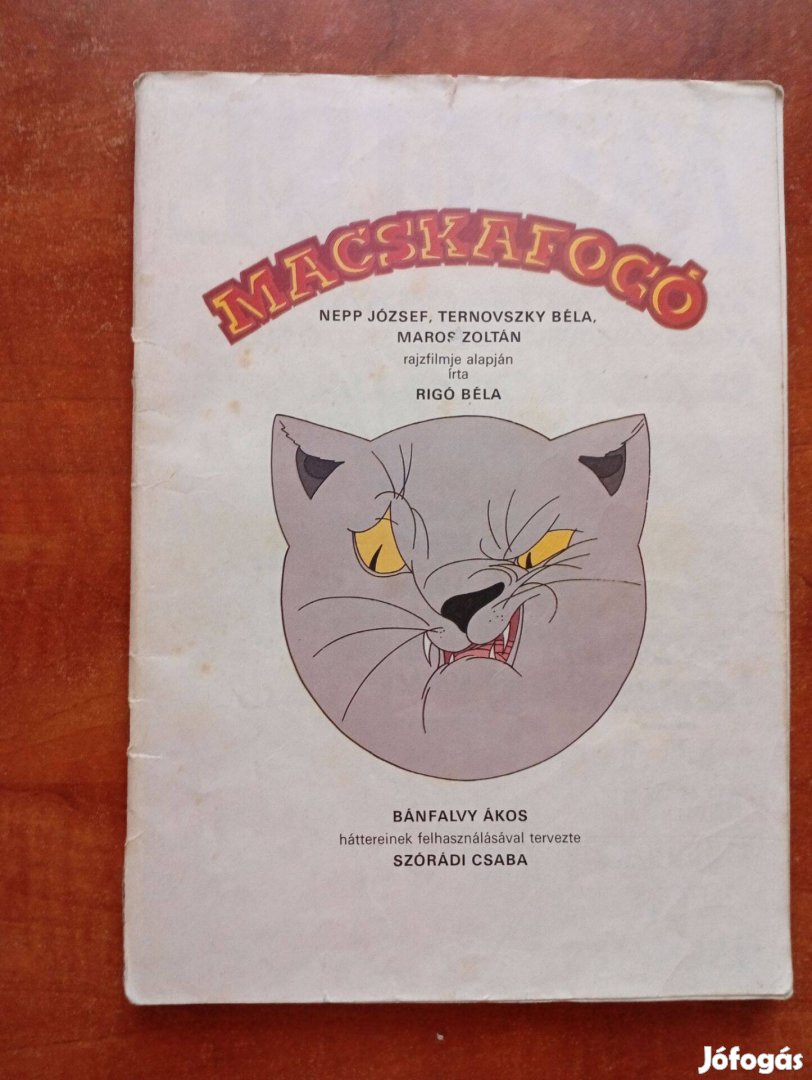 MACSKAFOGÓ
NEPP JÓZSEF, TERNOVSZKY BÉLA,
MAROS ZOLTÁN
rajzfilmje alapján
írta
RIGÓ BÉLA
BÁNFALVY ÁKOS
háttereinek felhasználásával tervezte
SZÓRÁDI CSABA
Jófogás